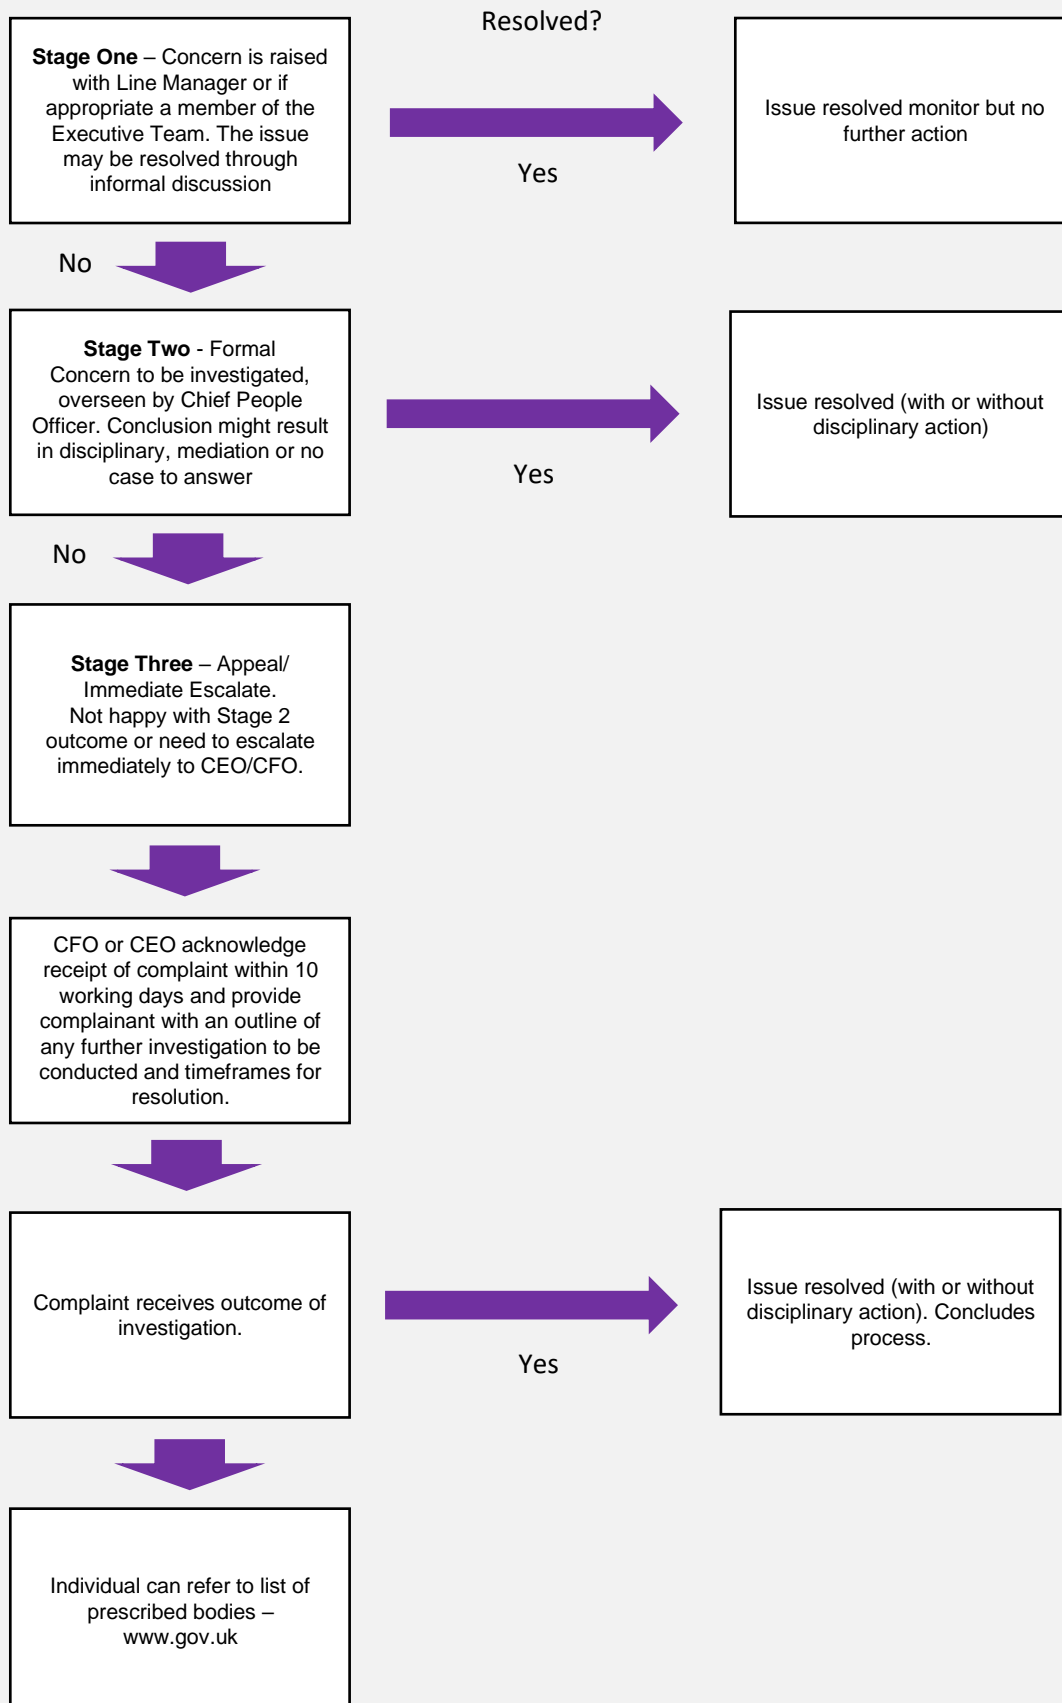 Resolved?
Stage One – Concern is raised
with Line Manager or if
appropriate a member of the
Executive Team. The issue
may be resolved through
informal discussion
Yes
Issue resolved monitor but no
further action
No
Stage Two - Formal
Concern to be investigated,
overseen by Chief People
Officer. Conclusion might result
in disciplinary, mediation or no
case to answer
Yes
Issue resolved (with or without
disciplinary action)
No
Stage Three – Appeal/
Immediate Escalate.
Not happy with Stage 2
outcome or need to escalate
immediately to CEO/CFO.
CFO or CEO acknowledge
receipt of complaint within 10
working days and provide
complainant with an outline of
any further investigation to be
conducted and timeframes for
resolution.
Complaint receives outcome of
investigation.
Yes
Issue resolved (with or without
disciplinary action). Concludes
process.
Individual can refer to list of
prescribed bodies –
www.gov.uk